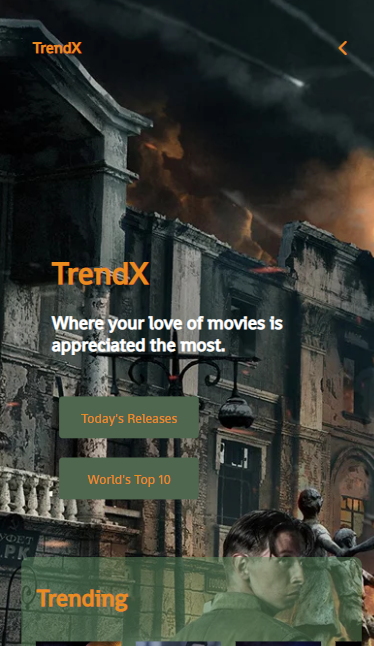 TrendX
TrendX
Where your love of movies is
appreciated the most.
Today's Releases
World's Top 10
Trending